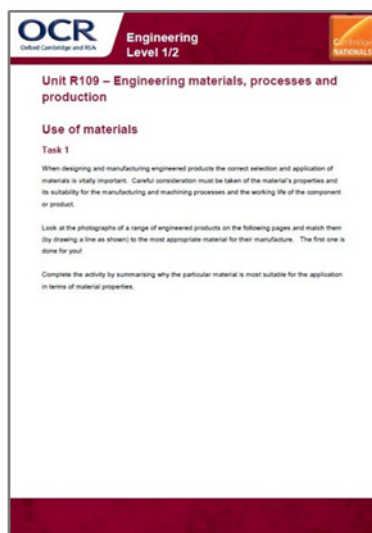 OCR
Oxford Cambridge and RSA
Engineering
Level 1/2
Cambridge
NATIONALS
Unit R109 – Engineering materials, processes and
production
Use of materials
Task 1
When designing and manufacturing engineered products the correct selection and application of
materials is vitally important. Careful consideration must be taken of the material's properties and
its suitability for the manufacturing and machining processes and the working life of the component
or product.
Look at the photographs of a range of engineered products on the following pages and match them
(by drawing a line as shown) to the most appropriate material for their manufacture. The first one is
done for you!
Complete the activity by summarising why the particular material is most suitable for the application
in terms of material properties.